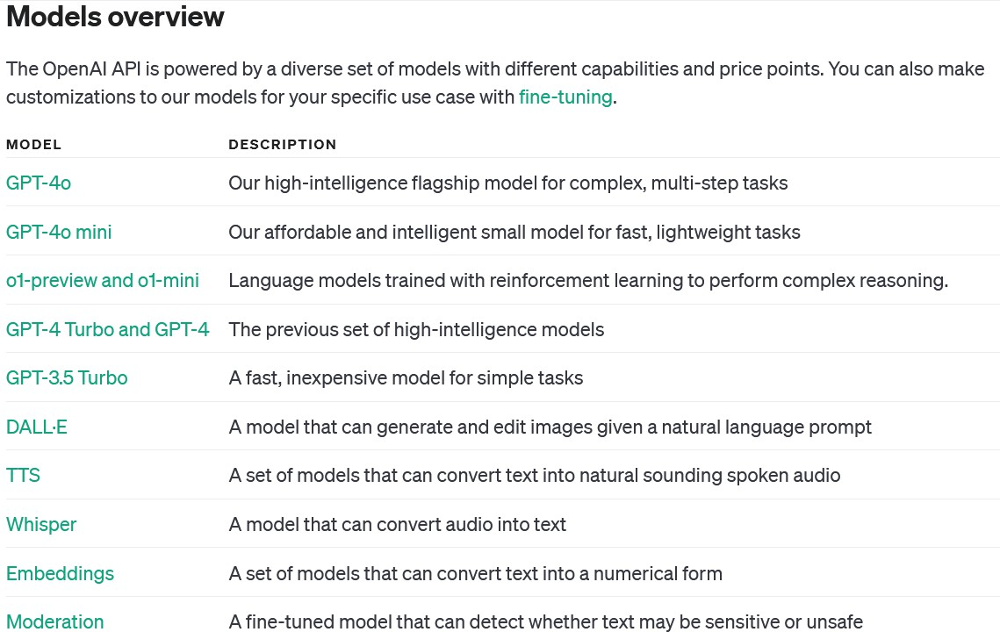 Models overview
The OpenAI API is powered by a diverse set of models with different capabilities and price points. You can also make
customizations to our models for your specific use case with fine-tuning.
MODEL DESCRIPTION
GPT-4o Our high-intelligence flagship model for complex, multi-step tasks
GPT-4o mini Our affordable and intelligent small model for fast, lightweight tasks
o1-preview and o1-mini Language models trained with reinforcement learning to perform complex reasoning.
GPT-4 Turbo and GPT-4 The previous set of high-intelligence models
GPT-3.5 Turbo A fast, inexpensive model for simple tasks
DALL·E A model that can generate and edit images given a natural language prompt
TTS A set of models that can convert text into natural sounding spoken audio
Whisper A model that can convert audio into text
Embeddings A set of models that can convert text into a numerical form
Moderation A fine-tuned model that can detect whether text may be sensitive or unsafe